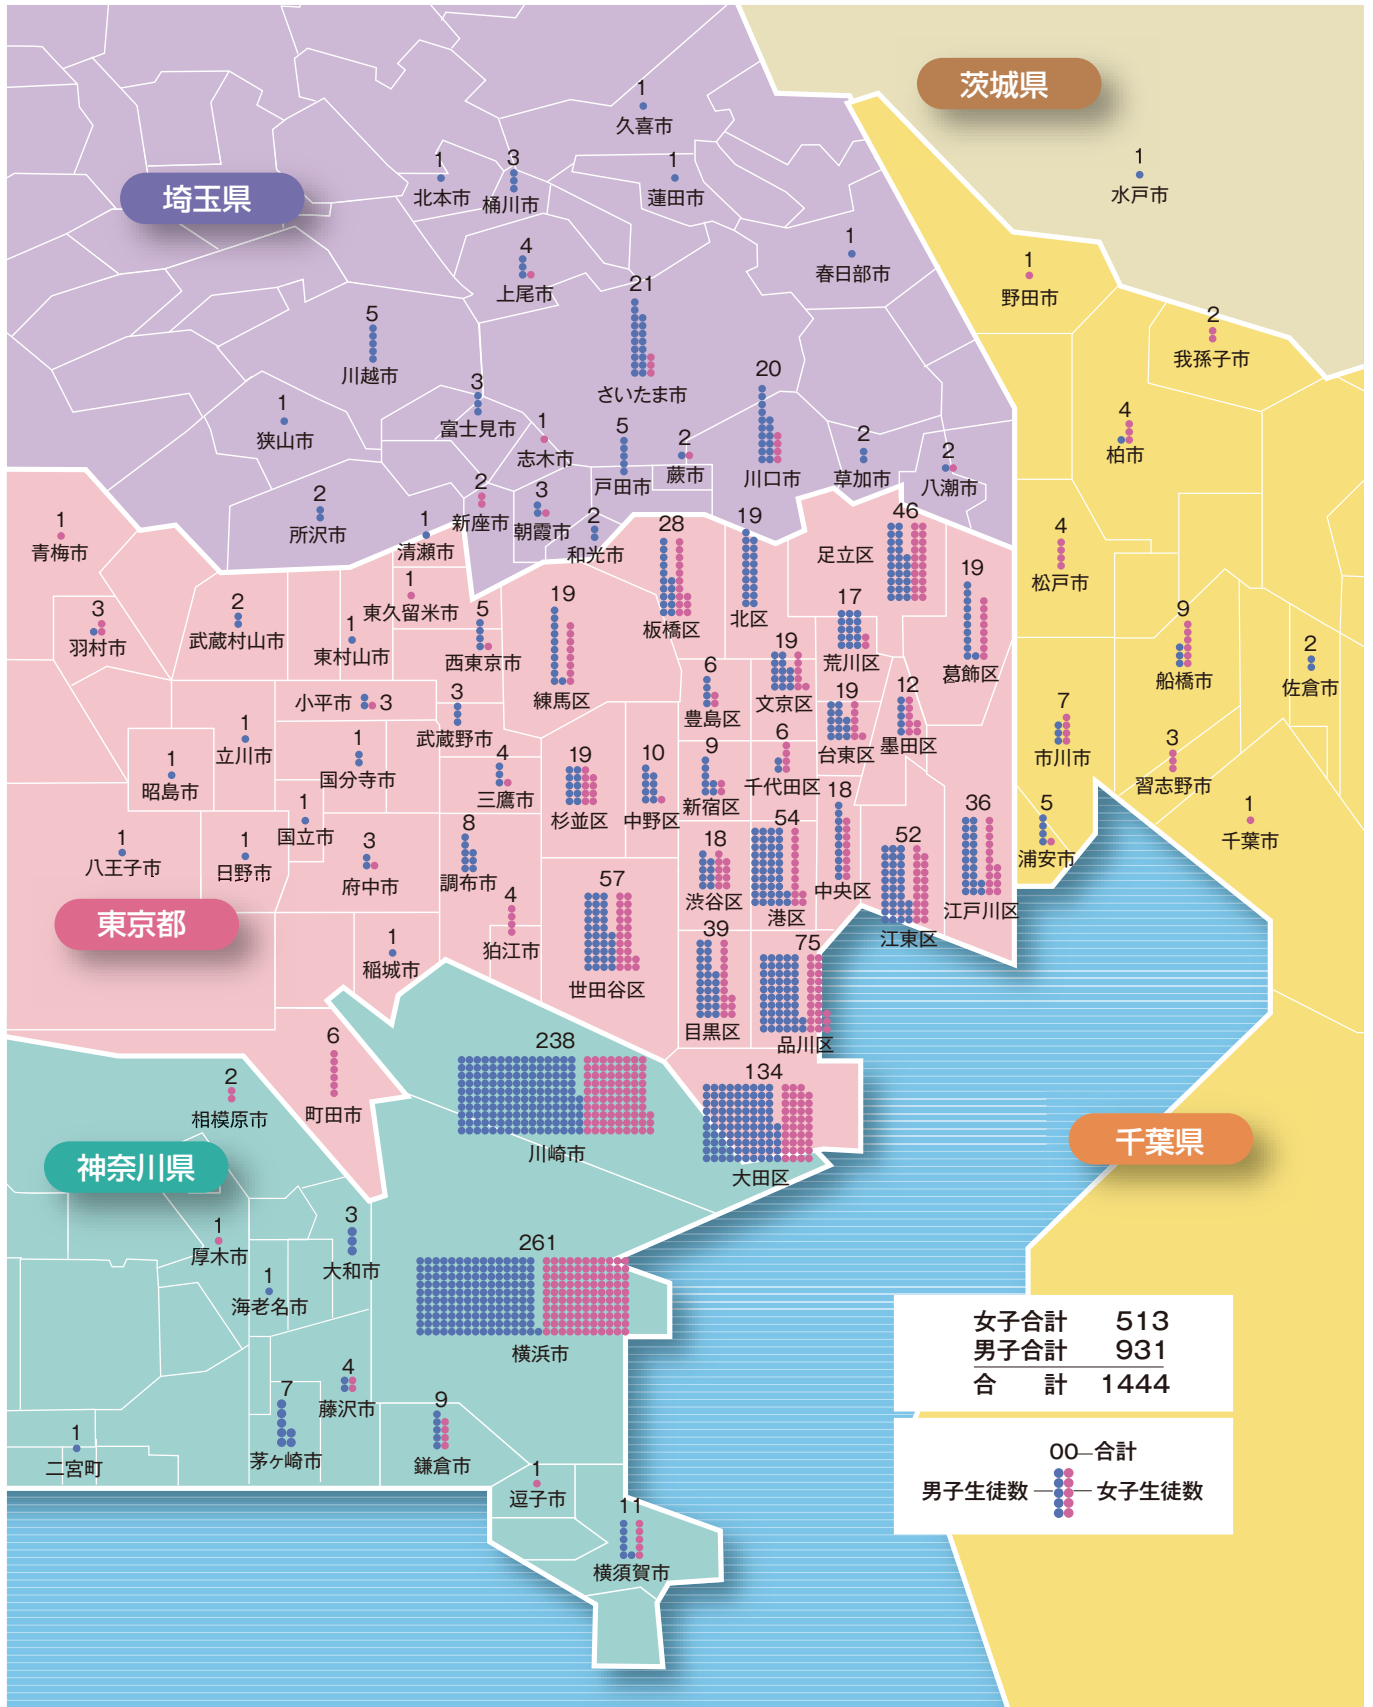 茨城県
1
水戸市
埼玉県
1
久喜市
1
北本市
3
桶川市
1
蓮田市
4
上尾市
1
春日部市
21
さいたま市
5
川越市
1
狭山市
3
富士見市
1
志木市
5
戸田市
2
蕨市
20
川口市
2
草加市
2
八潮市
2
所沢市
2
新座市
3
朝霞市
2
和光市
1
野田市
2
我孫子市
4
柏市
4
松戸市
9
船橋市
2
佐倉市
7
市川市
3
習志野市
5
浦安市
1
千葉市
千葉県
東京都
1
青梅市
3
羽村市
2
武蔵村山市
1
東村山市
1
清瀬市
1
東久留米市
5
西東京市
小平市
3
1
立川市
1
国分寺市
3
武蔵野市
1
昭島市
1
国立市
4
三鷹市
1
八王子市
1
日野市
3
府中市
8
調布市
4
狛江市
1
稲城市
6
町田市
28
板橋区
19
北区
46
足立区
19
葛飾区
19
練馬区
17
荒川区
6
豊島区
19
文京区
19
台東区
12
墨田区
19
杉並区
10
中野区
9
新宿区
6
千代田区
18
中央区
18
渋谷区
54
港区
52
江東区
36
江戸川区
57
世田谷区
39
目黒区
75
品川区
134
大田区
神奈川県
2
相模原市
238
川崎市
1
厚木市
3
大和市
1
海老名市
261
横浜市
7
茅ヶ崎市
4
藤沢市
9
鎌倉市
1
二宮町
1
逗子市
11
横須賀市
女子合計 513
男子合計 931
合 計 1444
00 合計
男子生徒数 女子生徒数